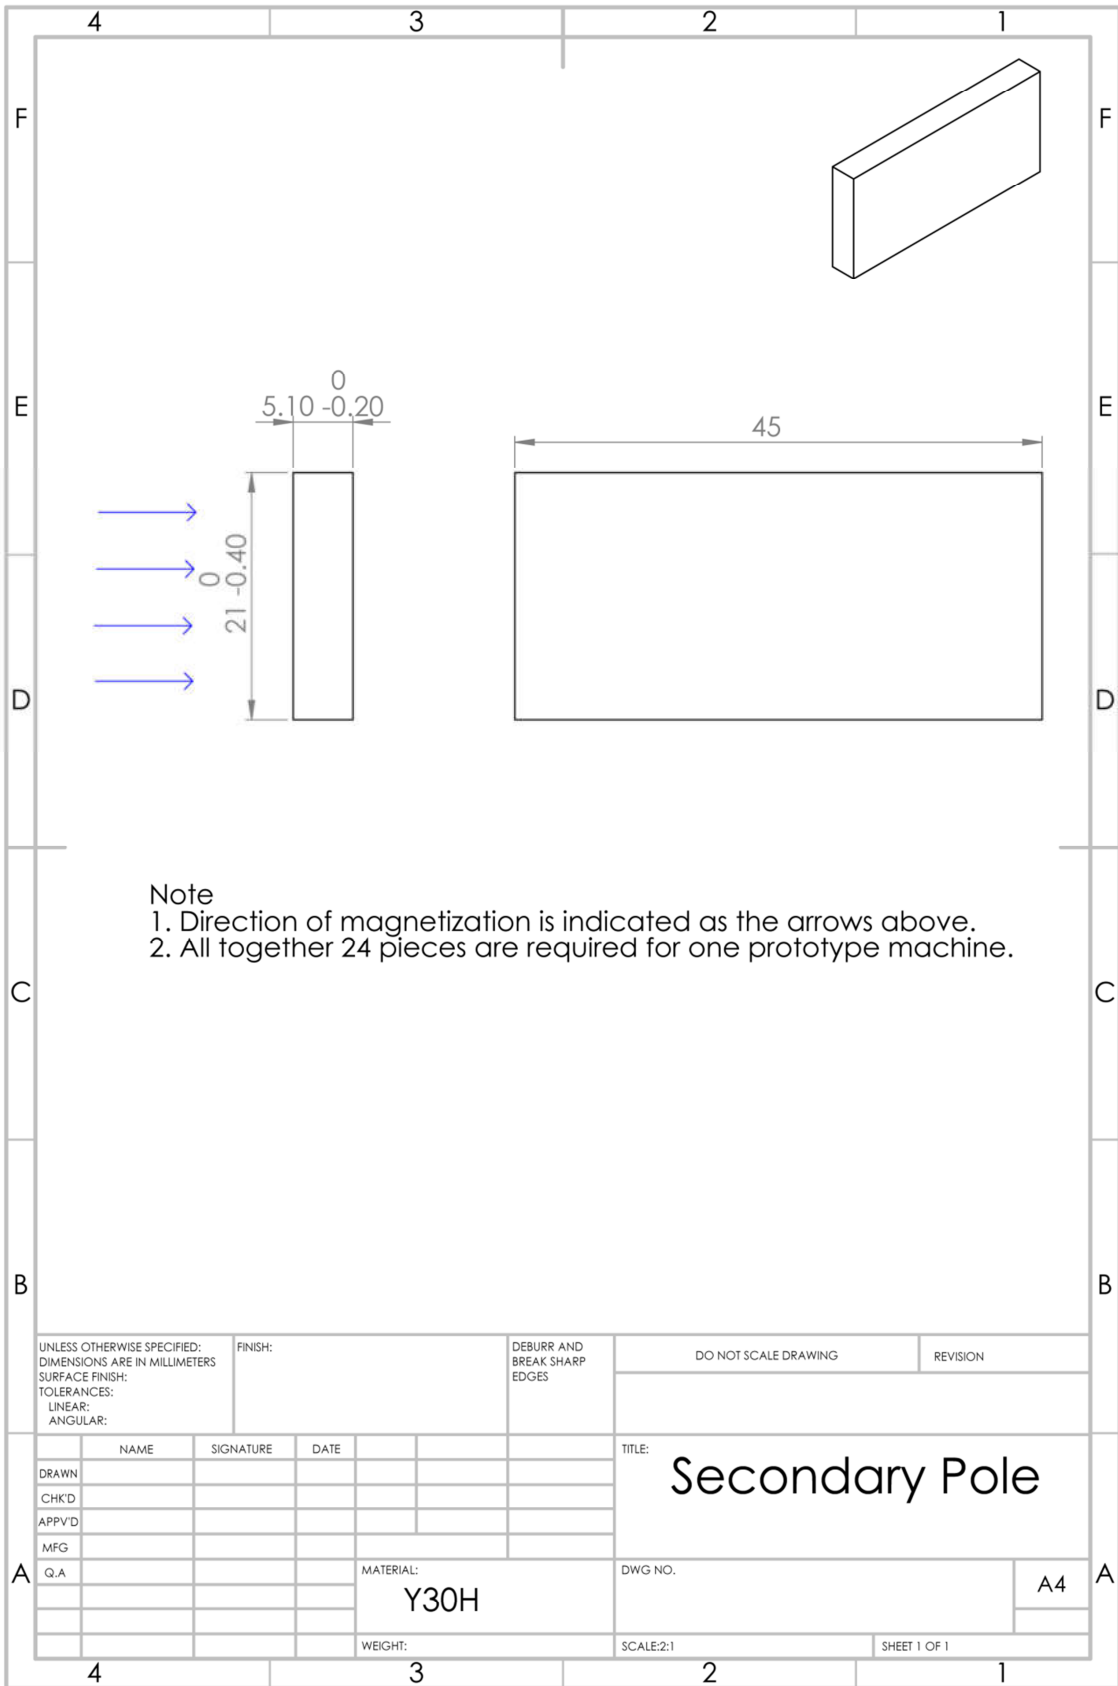 4 3 2 1
F F
0
5.10 -0.20
E E
45
0
21 -0.40
D D
Note
1. Direction of magnetization is indicated as the arrows above.
2. All together 24 pieces are required for one prototype machine.
C C
B B
UNLESS OTHERWISE SPECIFIED:
DIMENSIONS ARE IN MILLIMETERS
SURFACE FINISH:
TOLERANCES:
LINEAR:
ANGULAR:
FINISH:
DEBURR AND
BREAK SHARP
EDGES
DO NOT SCALE DRAWING
REVISION
NAME SIGNATURE DATE
DRAWN
CHK'D
APPV'D
MFG
Q.A
TITLE:
Secondary Pole
MATERIAL:
Y30H
DWG NO.
A4
A A
WEIGHT:
SCALE:2:1
SHEET 1 OF 1
4 3 2 1